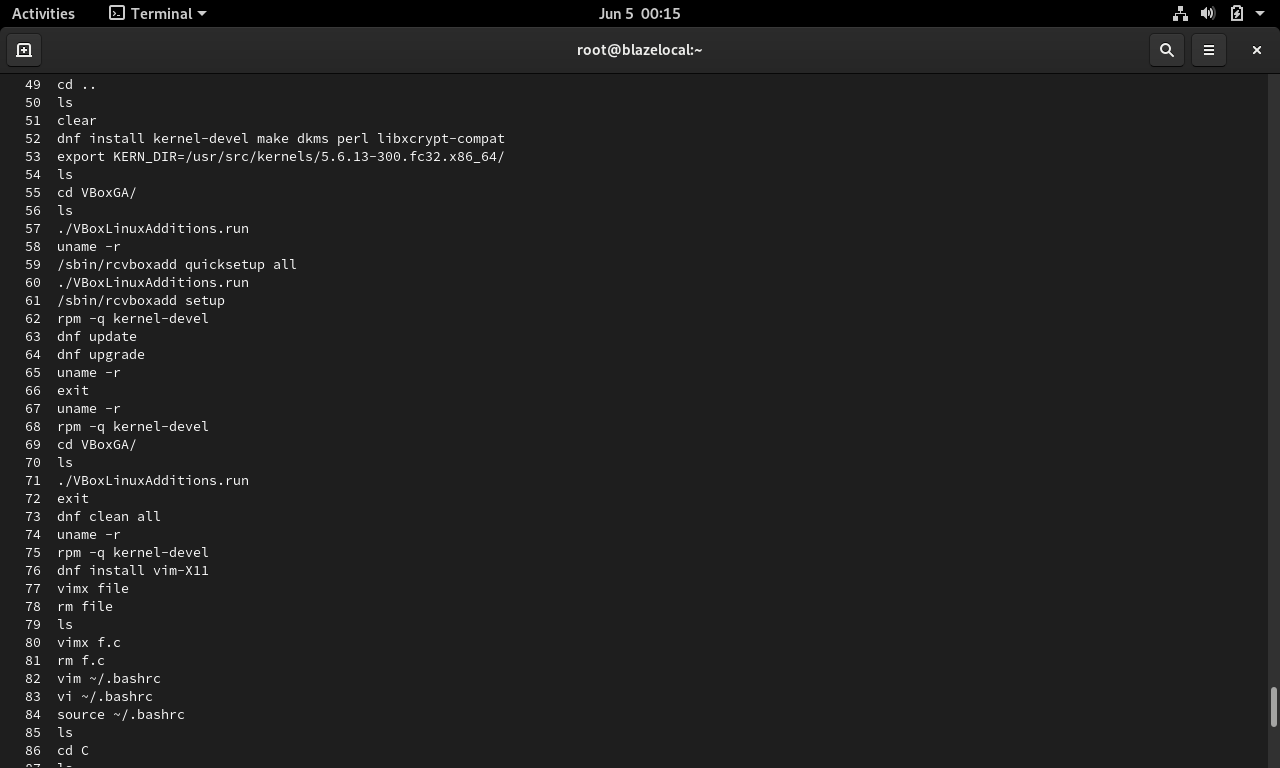 Activities Terminal Jun 5 00:15
root@blazelocal:~
49 cd ..
50 ls
51 clear
52 dnf install kernel-devel make dkms perl libxcrypt-compat
53 export KERN_DIR=/usr/src/kernels/5.6.13-300.fc32.x86_64/
54 ls
55 cd VBoxGA/
56 ls
57 ./VBoxLinuxAdditions.run
58 uname -r
59 /sbin/rcvboxadd quicksetup all
60 ./VBoxLinuxAdditions.run
61 /sbin/rcvboxadd setup
62 rpm -q kernel-devel
63 dnf update
64 dnf upgrade
65 uname -r
66 exit
67 uname -r
68 rpm -q kernel-devel
69 cd VBoxGA/
70 ls
71 ./VBoxLinuxAdditions.run
72 exit
73 dnf clean all
74 uname -r
75 rpm -q kernel-devel
76 dnf install vim-X11
77 vimx file
78 rm file
79 ls
80 vimx f.c
81 rm f.c
82 vim ~/.bashrc
83 vi ~/.bashrc
84 source ~/.bashrc
85 ls
86 cd C
87 ls